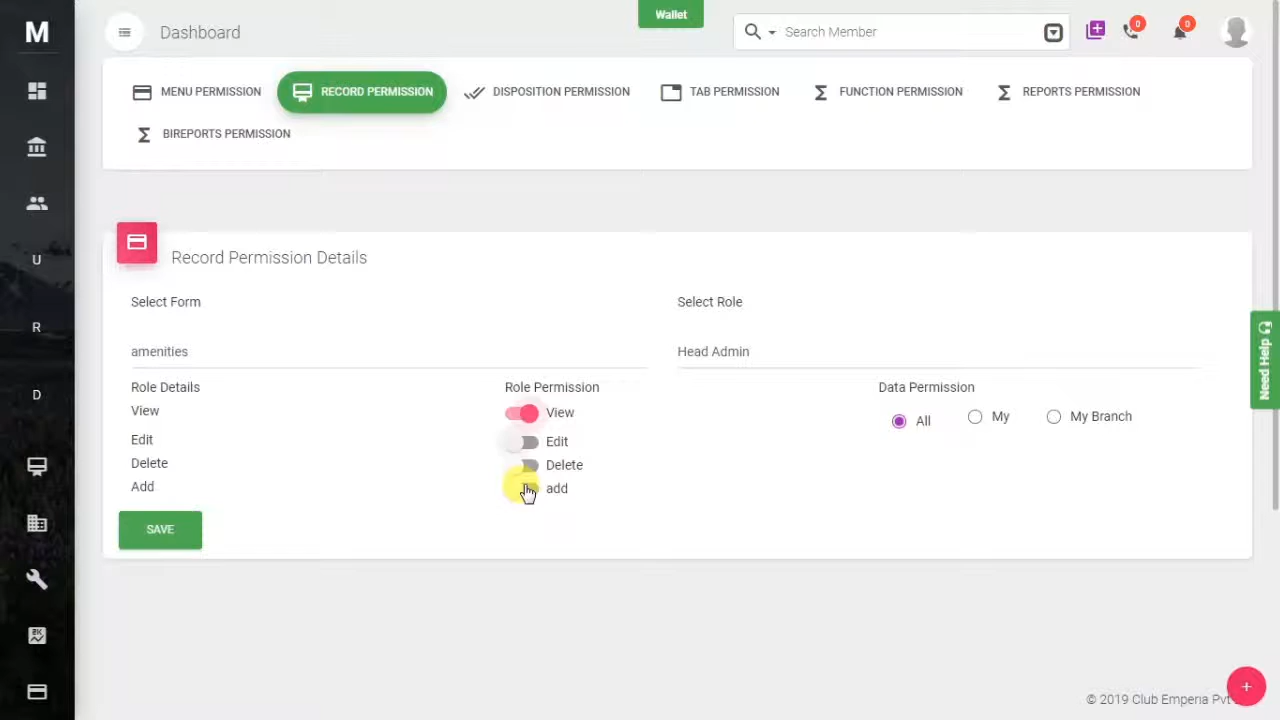 M
Dashboard
Wallet
Search Member
0
0
MENU PERMISSION
RECORD PERMISSION
DISPOSITION PERMISSION
TAB PERMISSION
FUNCTION PERMISSION
REPORTS PERMISSION
BIREPORTS PERMISSION
U
R
D
Record Permission Details
Select Form
Select Role
amenities
Head Admin
Role Details
Role Permission
Data Permission
View
View
All
My
My Branch
Edit
Edit
Delete
Delete
Add
add
SAVE
Need Help
© 2019 Club Emperia Pvt